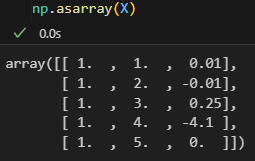 np.asarray(X)
✓ 0.0s
array([[ 1.  ,  1.  ,  0.01],
       [ 1.  ,  2.  , -0.01],
       [ 1.  ,  3.  ,  0.25],
       [ 1.  ,  4.  , -4.1 ],
       [ 1.  ,  5.  ,  0.  ]])